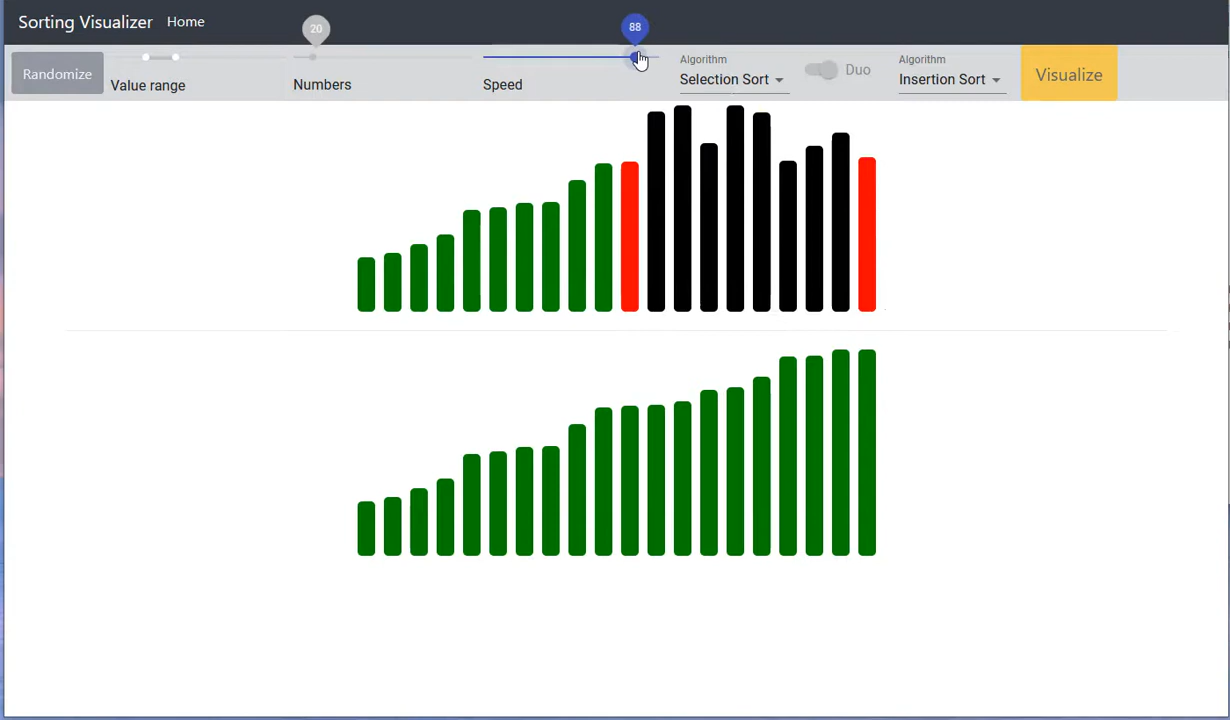 Sorting Visualizer Home
20
88
Randomize
Value range
Numbers
Speed
Algorithm
Selection Sort
Duo
Algorithm
Insertion Sort
Visualize